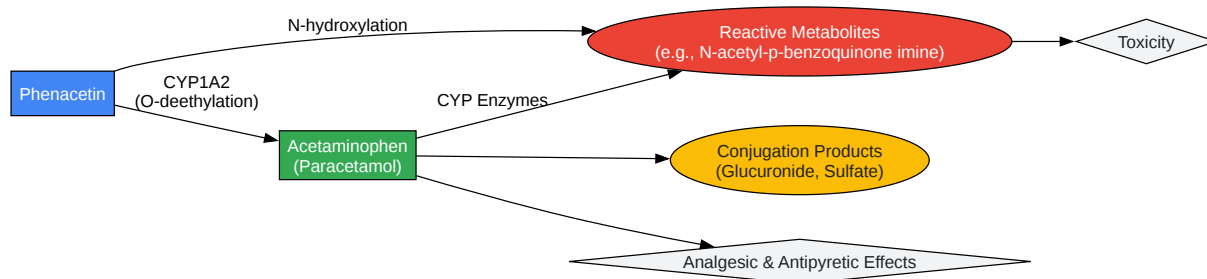 N-hydroxylation
Reactive Metabolites
(e.g., N-acetyl-p-benzoquinone imine)
Toxicity
Phenacetin
CYP1A2
(O-deethylation)
CYP Enzymes
Acetaminophen
(Paracetamol)
Conjugation Products
(Glucuronide, Sulfate)
Analgesic & Antipyretic Effects